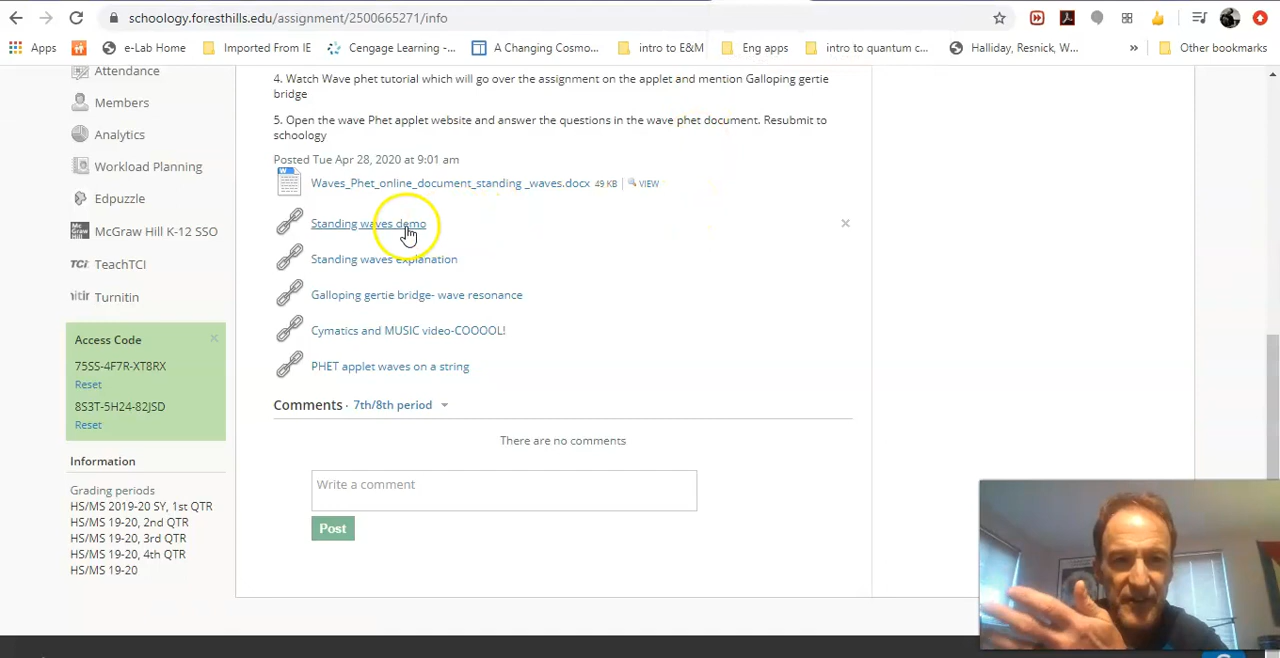 schoology.foresthills.edu/assignment/2500665271/info
Apps
e-Lab Home
Imported From IE
Cengage Learning -...
A Changing Cosmo...
intro to E&M
Eng apps
intro to quantum c...
Halliday, Resnick, W...
»
Other bookmarks
Attendance
Members
Analytics
Workload Planning
Edpuzzle
McGraw Hill K-12 SSO
TCi TeachTCI
nitin Turnitin
Access Code
75SS-4F7R-XT8RX
Reset
8S3T-5H24-82JSD
Reset
Information
Grading periods
HS/MS 2019-20 SY, 1st QTR
HS/MS 19-20, 2nd QTR
HS/MS 19-20, 3rd QTR
HS/MS 19-20, 4th QTR
HS/MS 19-20
4. Watch Wave phet tutorial which will go over the assignment on the applet and mention Galloping gertie
bridge
5. Open the wave Phet applet website and answer the questions in the wave phet document. Resubmit to
schoology
Posted Tue Apr 28, 2020 at 9:01 am
Waves_Phet_online_document_standing _waves.docx 49 KB | VIEW
Standing waves demo
Standing waves explanation
Galloping gertie bridge- wave resonance
Cymatics and MUSIC video-COOOOL!
PHET applet waves on a string
Comments · 7th/8th period
There are no comments
Write a comment
Post